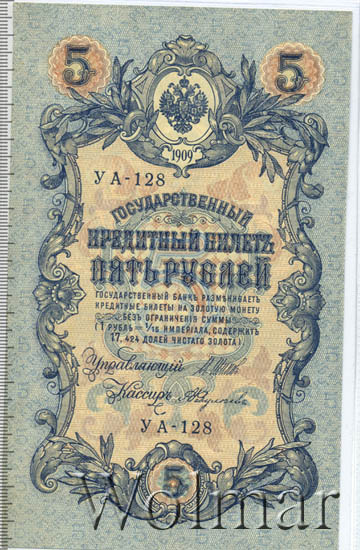 5 5
1909
УА-128
ГОСУДАРСТВЕННЫЙ
КРЕДИТНЫЙ БИЛЕТЪ
ПЯТЬ РУБЛЕЙ
ГОСУДАРСТВЕННЫЙ БАНКЪ РАЗМѢНИВАЕТЪ
КРЕДИТНЫЕ БИЛЕТЫ НА ЗОЛОТУЮ МОНЕТУ
БЕЗЪ ОГРАНИЧЕНІЯ СУММЫ
(1 РУБЛЬ = 1/15 ИМПЕРІАЛА, СОДЕРЖИТЪ
17,424 ДОЛЕЙ ЧИСТАГО ЗОЛОТА).
Управляющій
Кассиръ
УА-128
5
Wolmar